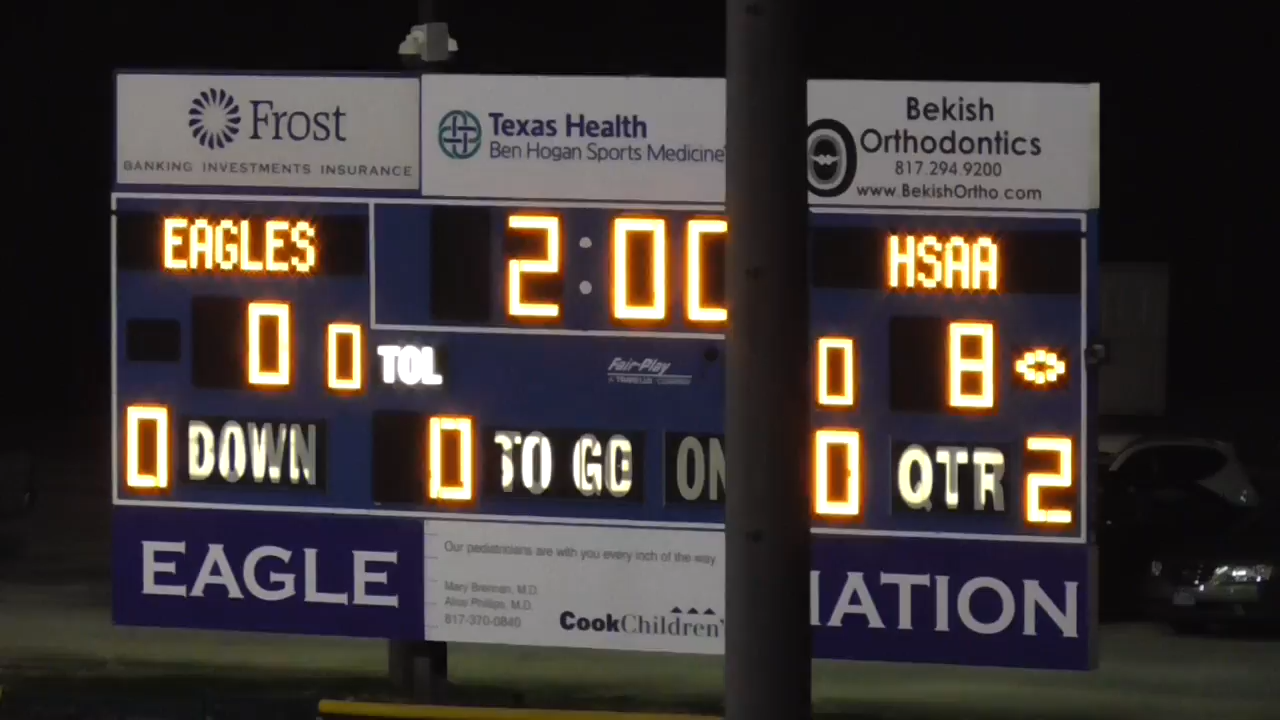 Frost
BANKING INVESTMENTS INSURANCE
Texas Health
Ben Hogan Sports Medicine
Bekish
Orthodontics
817.294.9200
www.BekishOrtho.com
EAGLES
2:00
HSAA
0
0 TOL
Fair-Play
0
8
0 DOWN
0 TO GO
ON
0
QTR 2
EAGLE
NATION
Our pediatricians are with you every inch of the way.
Mary Brennan, M.D.
Alice Phillips, M.D.
817-370-0840
CookChildren's